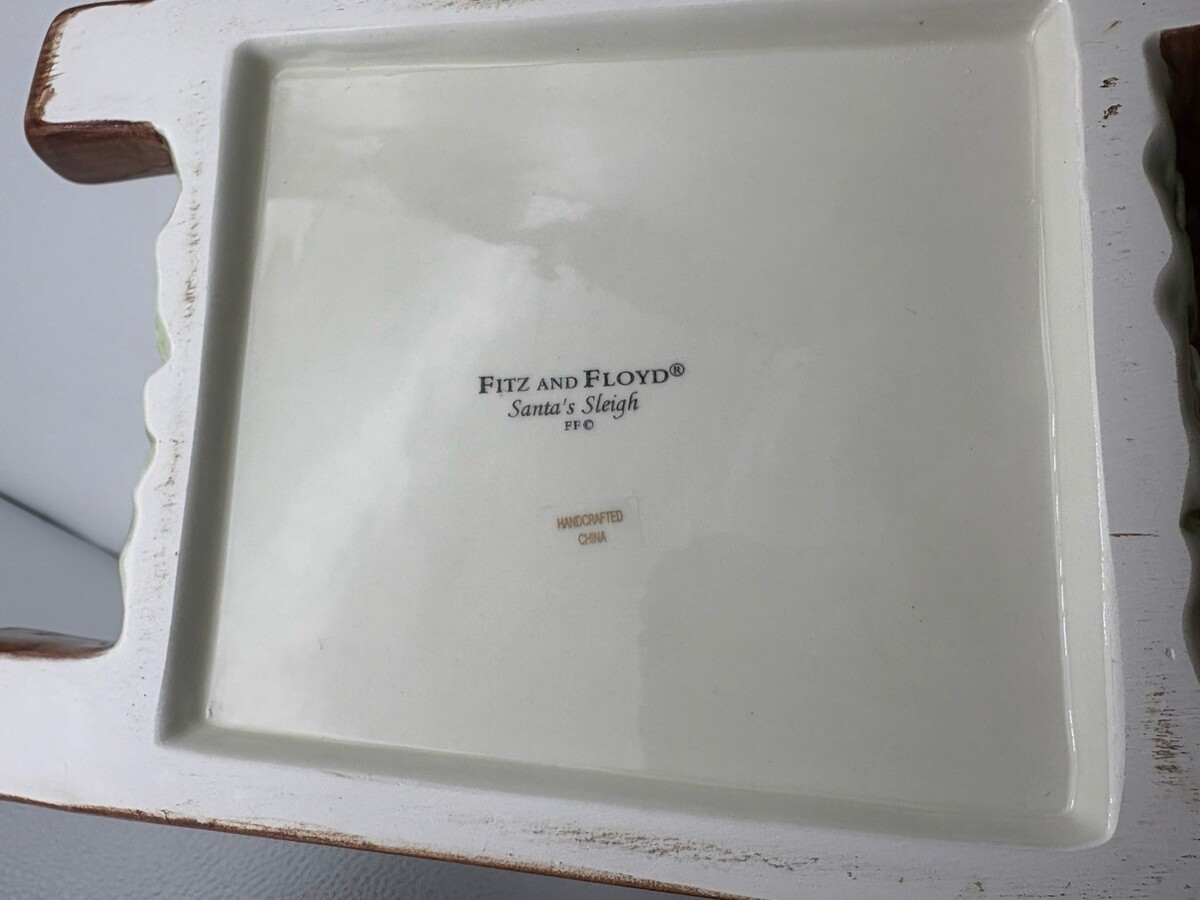 FITZ AND FLOYD®
Santa's Sleigh
FF©
HANDCRAFTED
CHINA